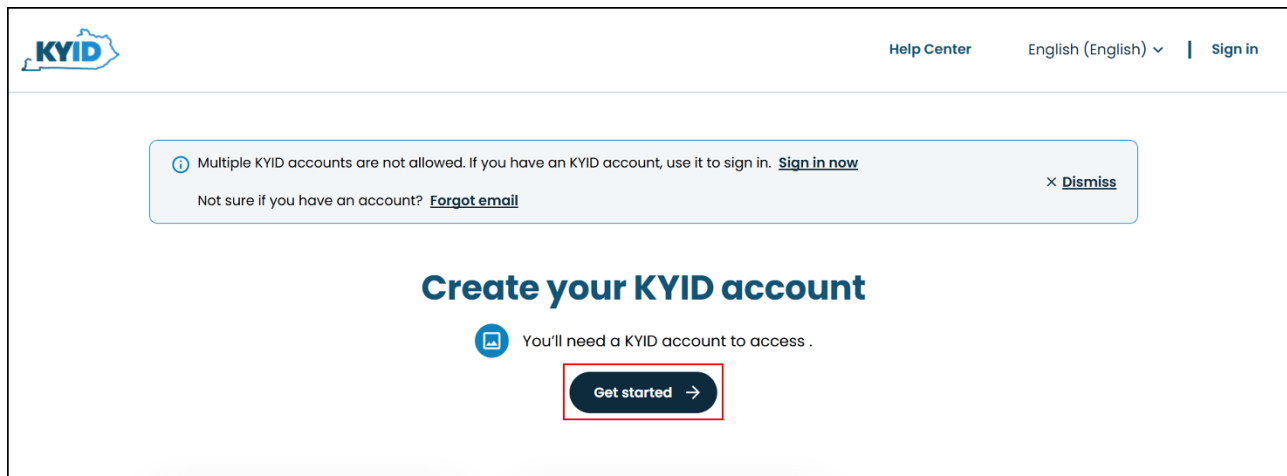 KYID
Help Center English (English) | Sign in
Multiple KYID accounts are not allowed. If you have an KYID account, use it to sign in. Sign in now
× Dismiss
Not sure if you have an account? Forgot email
Create your KYID account
You'll need a KYID account to access .
Get started →